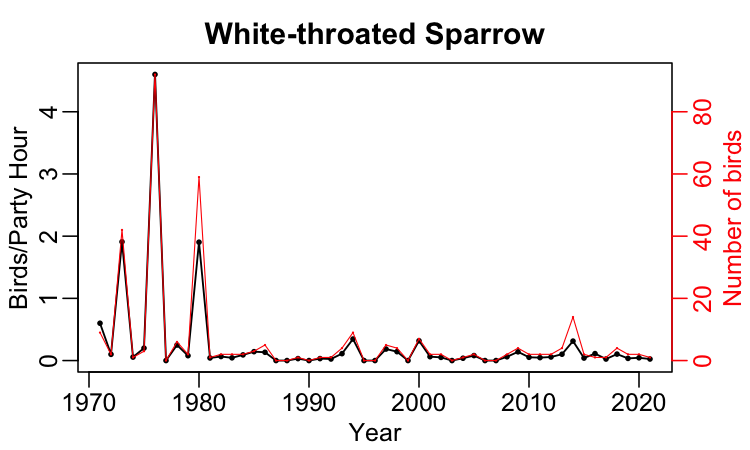 White-throated Sparrow
Birds/Party Hour
0 1 2 3 4
1970 1980 1990 2000 2010 2020
Year
0 20 40 60 80
Number of birds